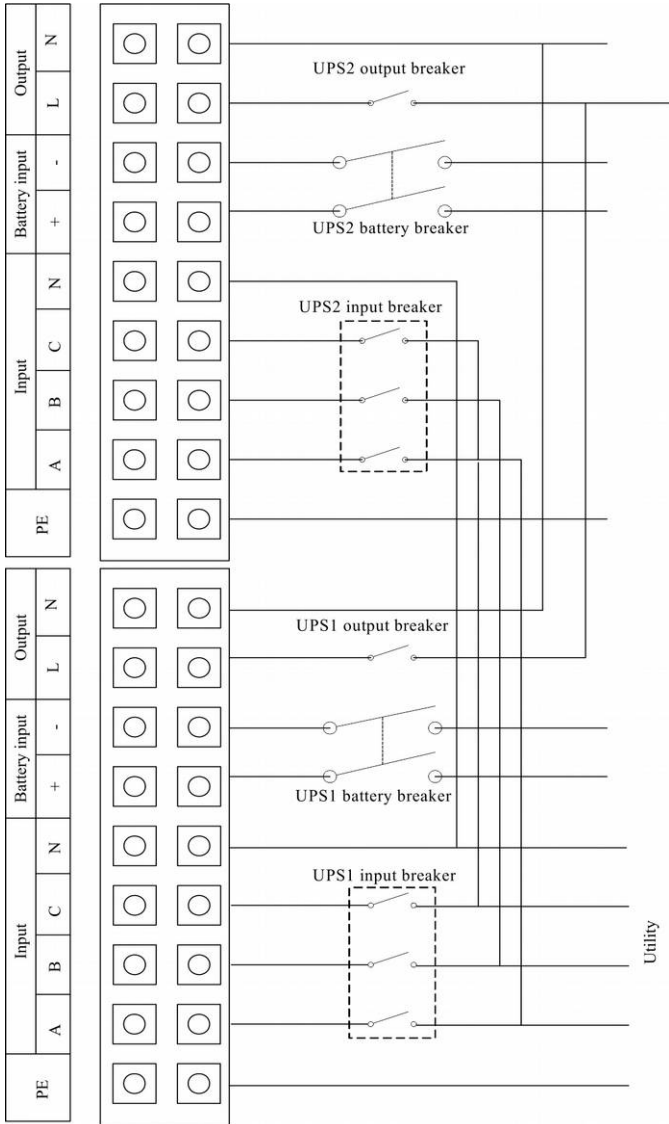 Output
N
L
Battery input
-
+
Input
N
C
B
A
PE
UPS2 output breaker
UPS2 battery breaker
UPS2 input breaker
Output
N
L
Battery input
-
+
Input
N
C
B
A
PE
UPS1 output breaker
UPS1 battery breaker
UPS1 input breaker
Utility